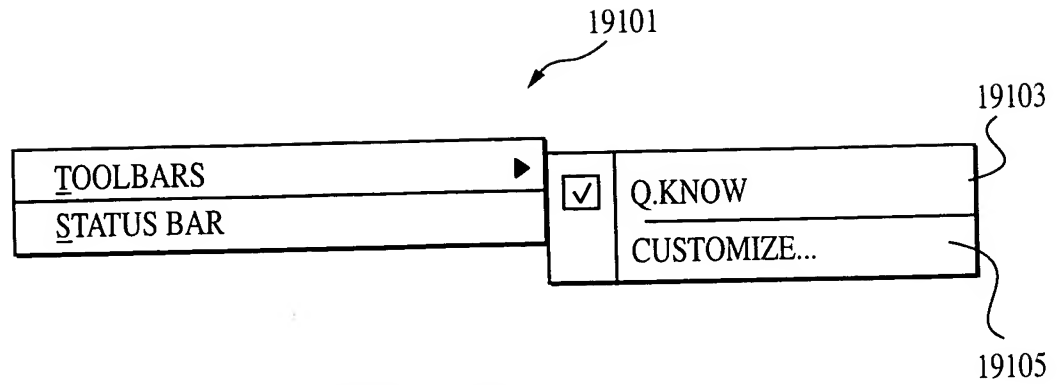 19101
19103
TOOLBARS
Q.KNOW
STATUS BAR
CUSTOMIZE...
19105